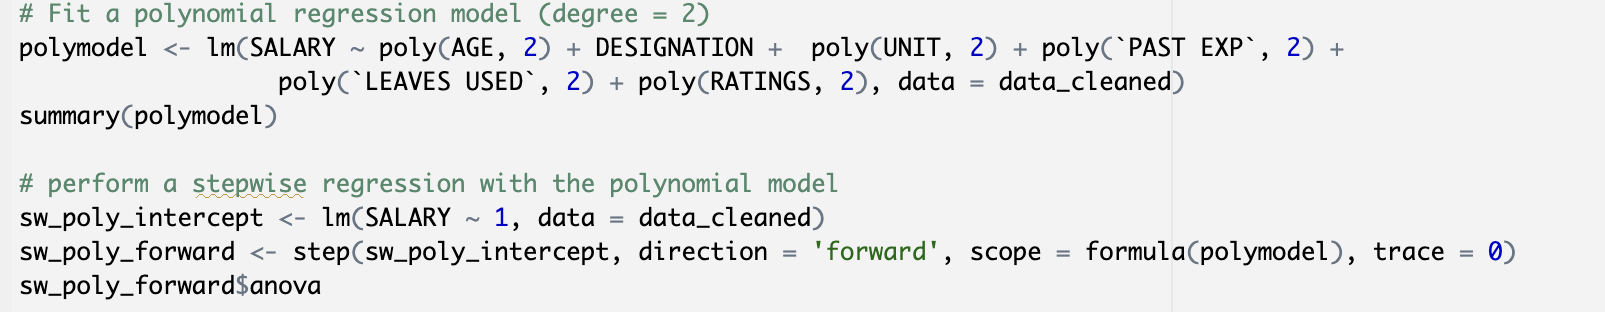 # Fit a polynomial regression model (degree = 2)
polymodel <- lm(SALARY ~ poly(AGE, 2) + DESIGNATION +  poly(UNIT, 2) + poly(`PAST EXP`, 2) +
                  poly(`LEAVES USED`, 2) + poly(RATINGS, 2), data = data_cleaned)
summary(polymodel)

# perform a stepwise regression with the polynomial model
sw_poly_intercept <- lm(SALARY ~ 1, data = data_cleaned)
sw_poly_forward <- step(sw_poly_intercept, direction = 'forward', scope = formula(polymodel), trace = 0)
sw_poly_forward$anova